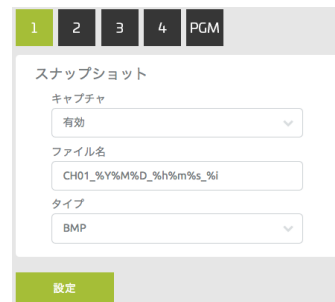 1 2 3 4 PGM
スナップショット
キャプチャ
有効
ファイル名
CH01_%Y%M%D_%h%m%s_%i
タイプ
BMP
設定